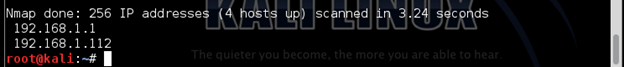 KALI LINUX
Nmap done: 256 IP addresses (4 hosts up) scanned in 3.24 seconds
192.168.1.1
192.168.1.112
The quieter you become, the more you are able to hear.
root@kali:~#